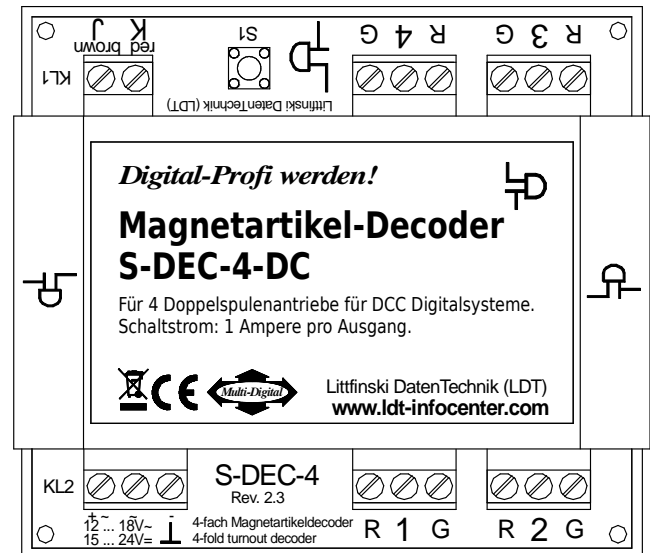 J K
brown red
KL1
S1
Littfinski DatenTechnik (LDT)
G 4 R
G 3 R
Digital-Profi werden!
Magnetartikel-Decoder
S-DEC-4-DC
Für 4 Doppelspulenantriebe für DCC Digitalsysteme.
Schaltstrom: 1 Ampere pro Ausgang.
CE
Multi-Digital
Littfinski DatenTechnik (LDT)
www.ldt-infocenter.com
KL2
+ ~ ~ -
12 ... 18V~
15 ... 24V=
S-DEC-4
Rev. 2.3
4-fach Magnetartikeldecoder
4-fold turnout decoder
R 1 G
R 2 G